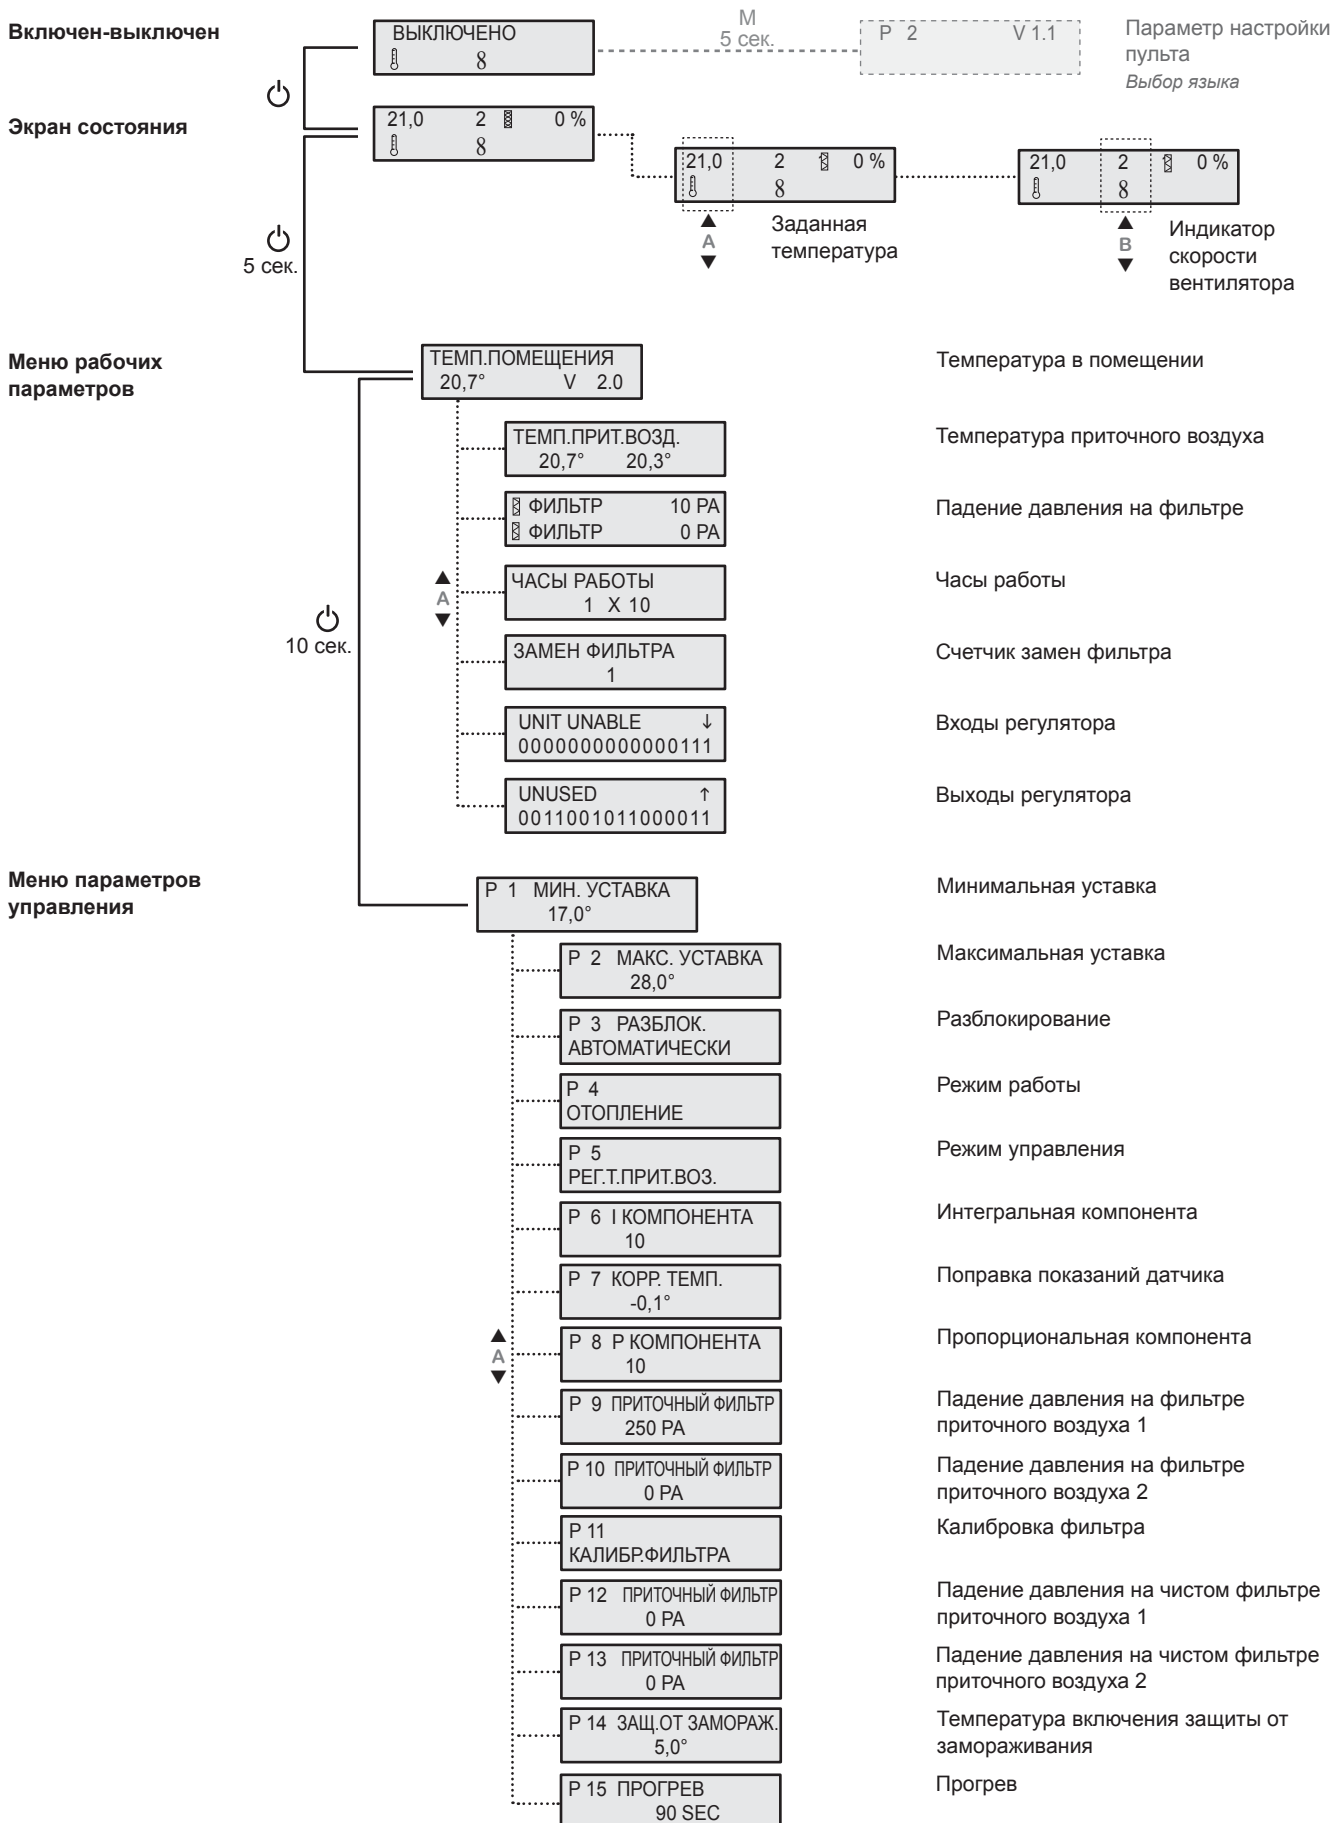 Включен-выключен
ВЫКЛЮЧЕНО
8
M
5 сек.
P 2 V 1.1
Параметр настройки
пульта
Выбор языка
Экран состояния
21,0 2 0 %
8
21,0 2 0 %
8
21,0 2 0 %
8
A
Заданная
температура
B
Индикатор
скорости
вентилятора
5 сек.
Меню рабочих
параметров
ТЕМП.ПОМЕЩЕНИЯ
20,7° V 2.0
Температура в помещении
ТЕМП.ПРИТ.ВОЗД.
20,7° 20,3°
Температура приточного воздуха
ФИЛЬТР 10 PA
ФИЛЬТР 0 PA
Падение давления на фильтре
A
ЧАСЫ РАБОТЫ
1 X 10
Часы работы
10 сек.
ЗАМЕН ФИЛЬТРА
1
Счетчик замен фильтра
UNIT UNABLE ↓
0000000000000111
Входы регулятора
UNUSED ↑
0011001011000011
Выходы регулятора
Меню параметров
управления
P 1 МИН. УСТАВКА
17,0°
Минимальная уставка
P 2 МАКС. УСТАВКА
28,0°
Максимальная уставка
P 3 РАЗБЛОК.
АВТОМАТИЧЕСКИ
Разблокирование
P 4
ОТОПЛЕНИЕ
Режим работы
P 5
РЕГ.Т.ПРИТ.ВОЗ.
Режим управления
P 6 I КОМПОНЕНТА
10
Интегральная компонента
P 7 КОРР. ТЕМП.
-0,1°
Поправка показаний датчика
A
P 8 P КОМПОНЕНТА
10
Пропорциональная компонента
P 9 ПРИТОЧНЫЙ ФИЛЬТР
250 PA
Падение давления на фильтре
приточного воздуха 1
P 10 ПРИТОЧНЫЙ ФИЛЬТР
0 PA
Падение давления на фильтре
приточного воздуха 2
P 11
КАЛИБР.ФИЛЬТРА
Калибровка фильтра
P 12 ПРИТОЧНЫЙ ФИЛЬТР
0 PA
Падение давления на чистом фильтре
приточного воздуха 1
P 13 ПРИТОЧНЫЙ ФИЛЬТР
0 PA
Падение давления на чистом фильтре
приточного воздуха 2
P 14 ЗАЩ.ОТ ЗАМОРАЖ.
5,0°
Температура включения защиты от
замораживания
P 15 ПРОГРЕВ
90 SEC
Прогрев